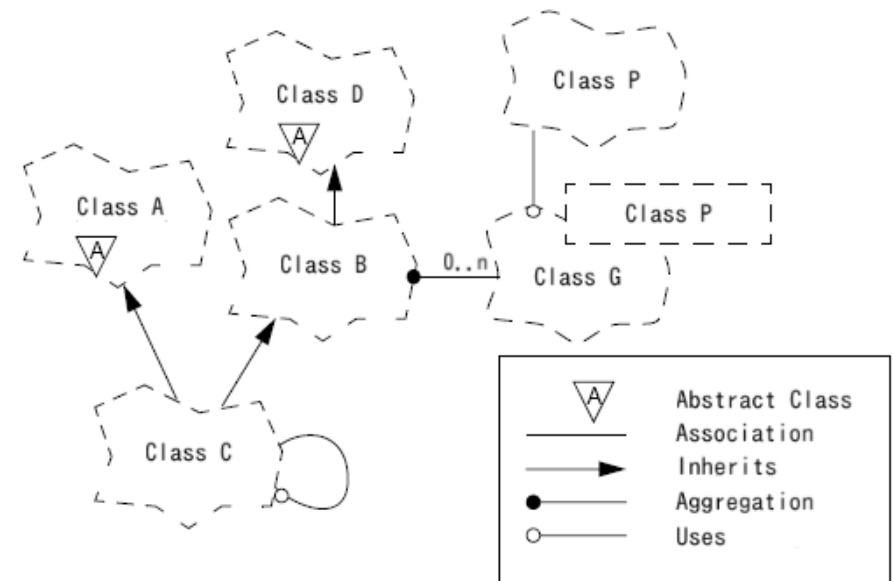 Class P
Class D
A
Class P
Class A
A
Class B
0..n
Class G
Class C
A
Abstract Class
Association
Inherits
Aggregation
Uses